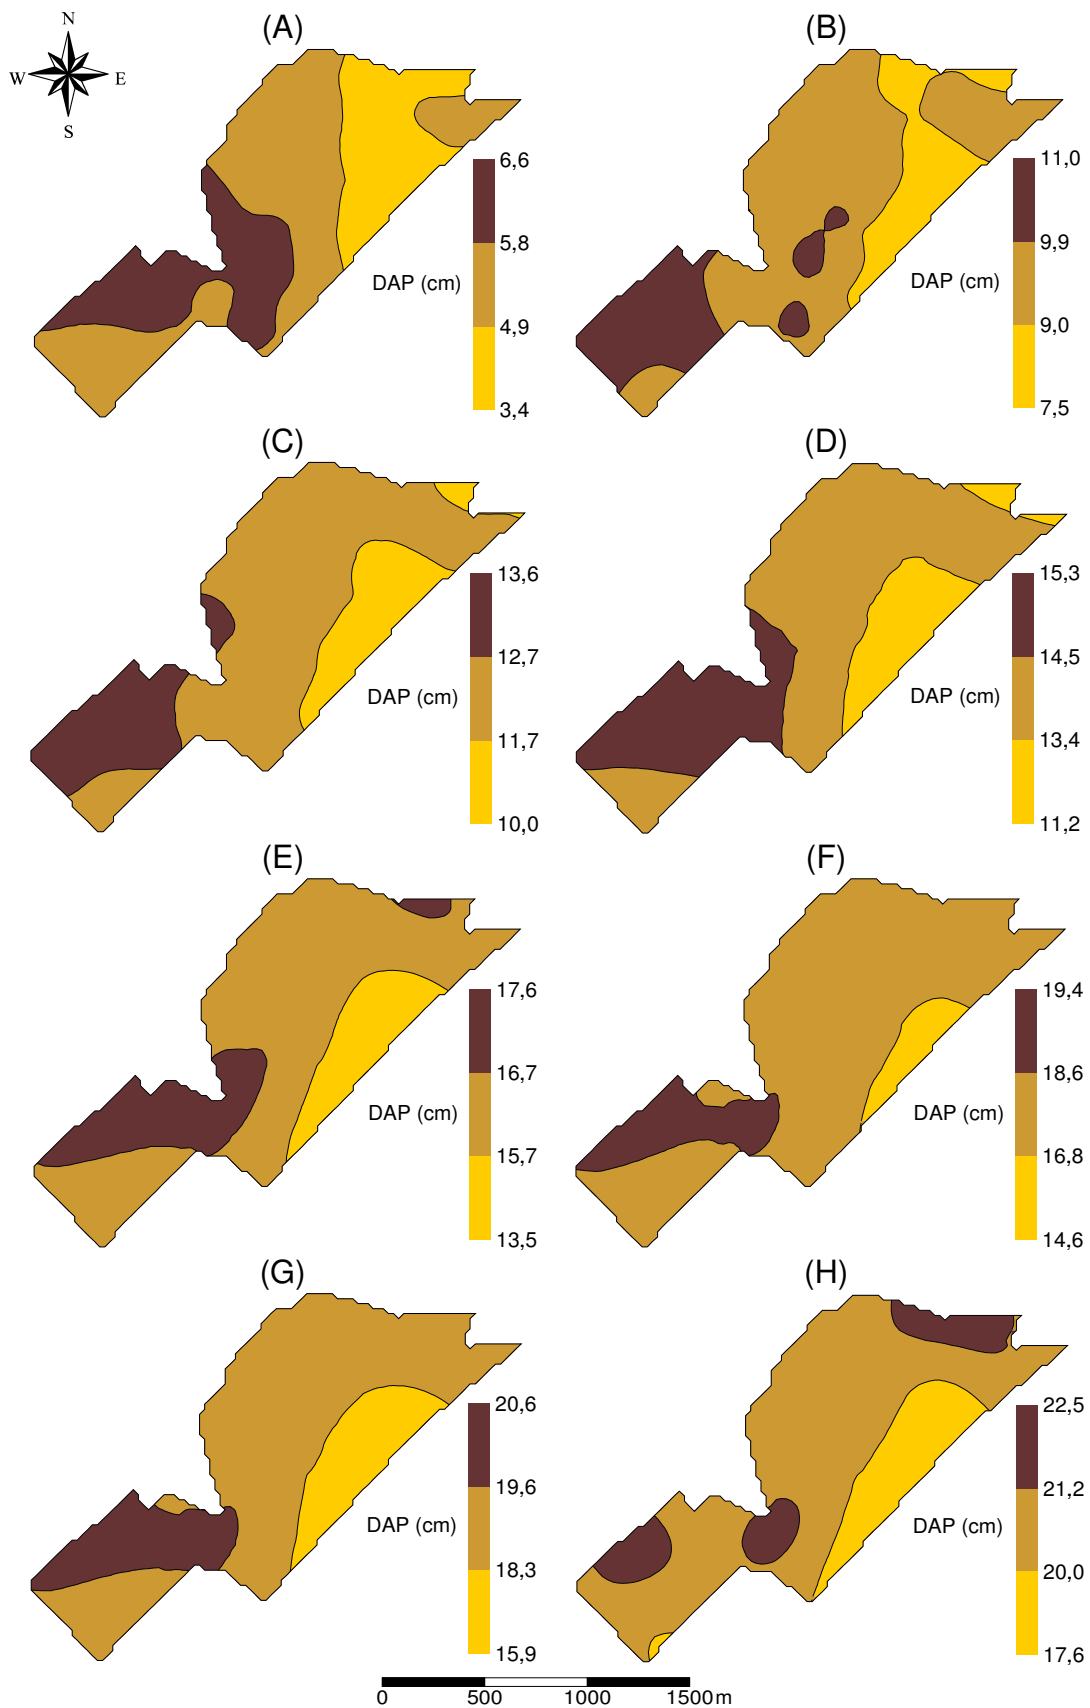 N
W E
S
(A)
6,6
5,8
DAP (cm)
4,9
3,4
(B)
11,0
9,9
DAP (cm)
9,0
7,5
(C)
13,6
12,7
DAP (cm)
11,7
10,0
(D)
15,3
14,5
DAP (cm)
13,4
11,2
(E)
17,6
16,7
DAP (cm)
15,7
13,5
(F)
19,4
18,6
DAP (cm)
16,8
14,6
(G)
20,6
19,6
DAP (cm)
18,3
15,9
(H)
22,5
21,2
DAP (cm)
20,0
17,6
0 500 1000 1500m